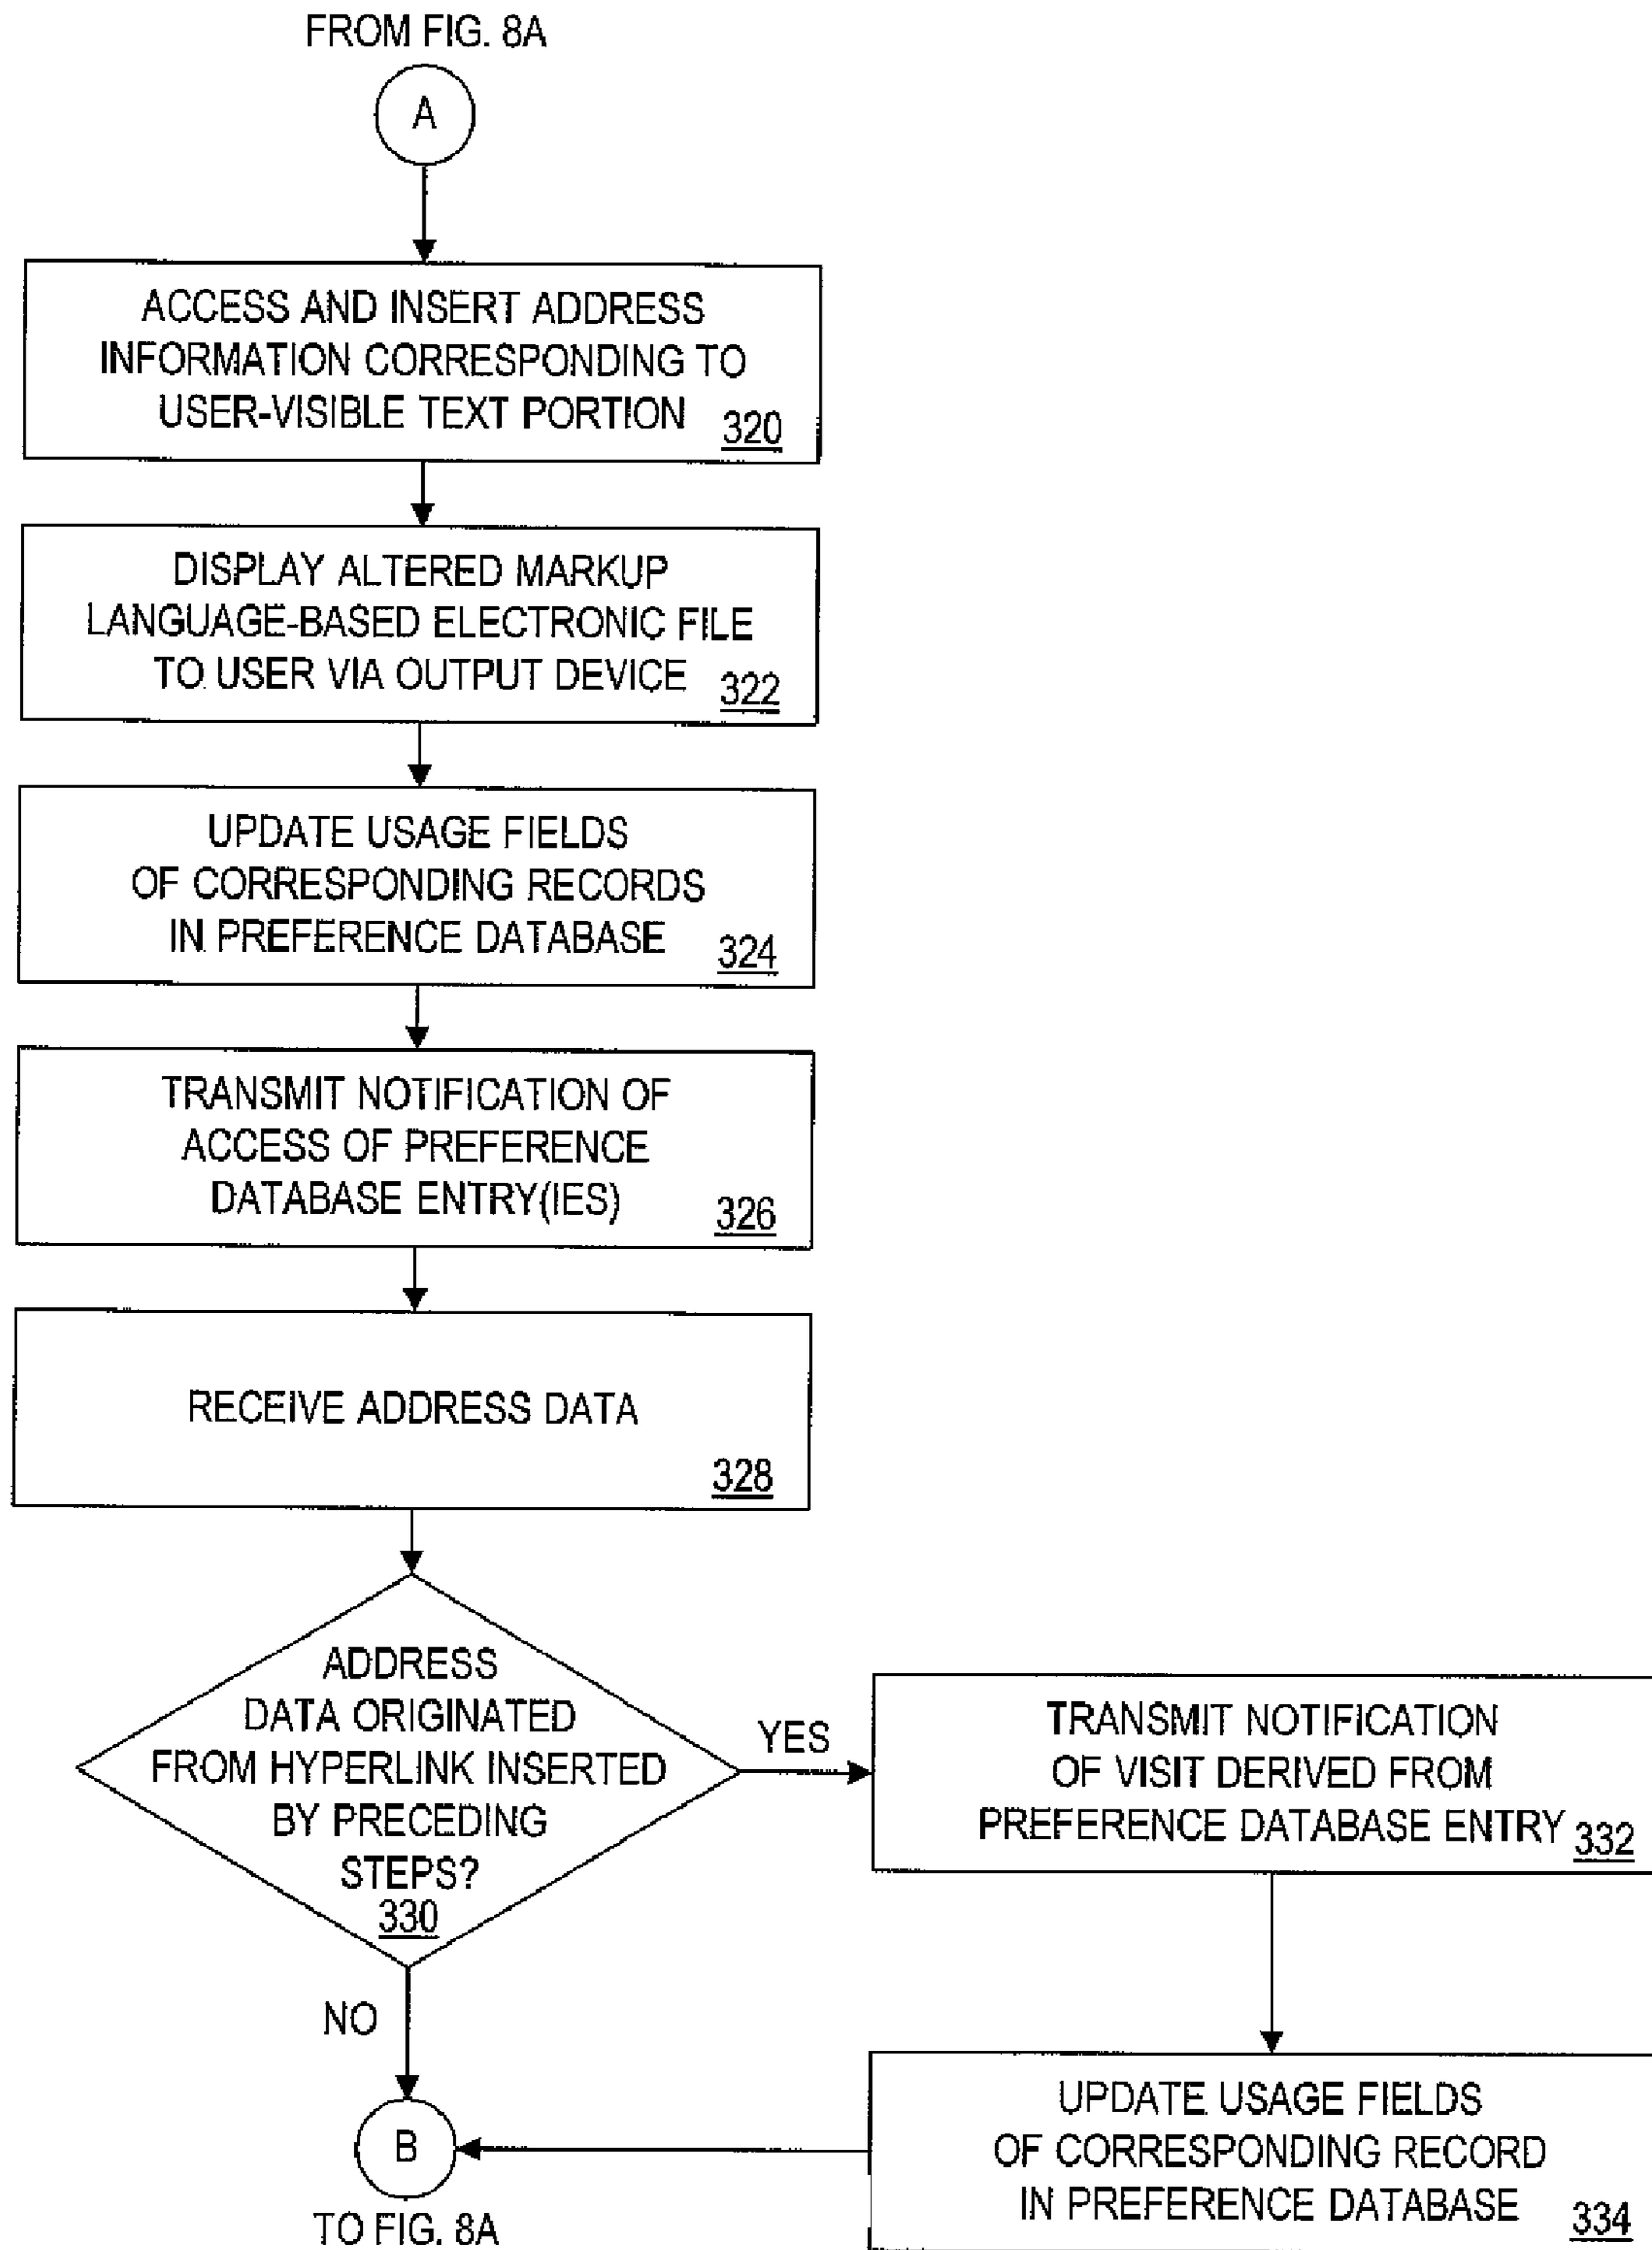 FROM FIG. 8A
A
ACCESS AND INSERT ADDRESS
INFORMATION CORRESPONDING TO
USER-VISIBLE TEXT PORTION
320
DISPLAY ALTERED MARKUP
LANGUAGE-BASED ELECTRONIC FILE
TO USER VIA OUTPUT DEVICE
322
UPDATE USAGE FIELDS
OF CORRESPONDING RECORDS
IN PREFERENCE DATABASE
324
TRANSMIT NOTIFICATION OF
ACCESS OF PREFERENCE
DATABASE ENTRY(IES)
326
RECEIVE ADDRESS DATA
328
ADDRESS
DATA ORIGINATED
FROM HYPERLINK INSERTED
BY PRECEDING
STEPS?
330
YES
TRANSMIT NOTIFICATION
OF VISIT DERIVED FROM
PREFERENCE DATABASE ENTRY
332
NO
B
TO FIG. 8A
UPDATE USAGE FIELDS
OF CORRESPONDING RECORD
IN PREFERENCE DATABASE
334